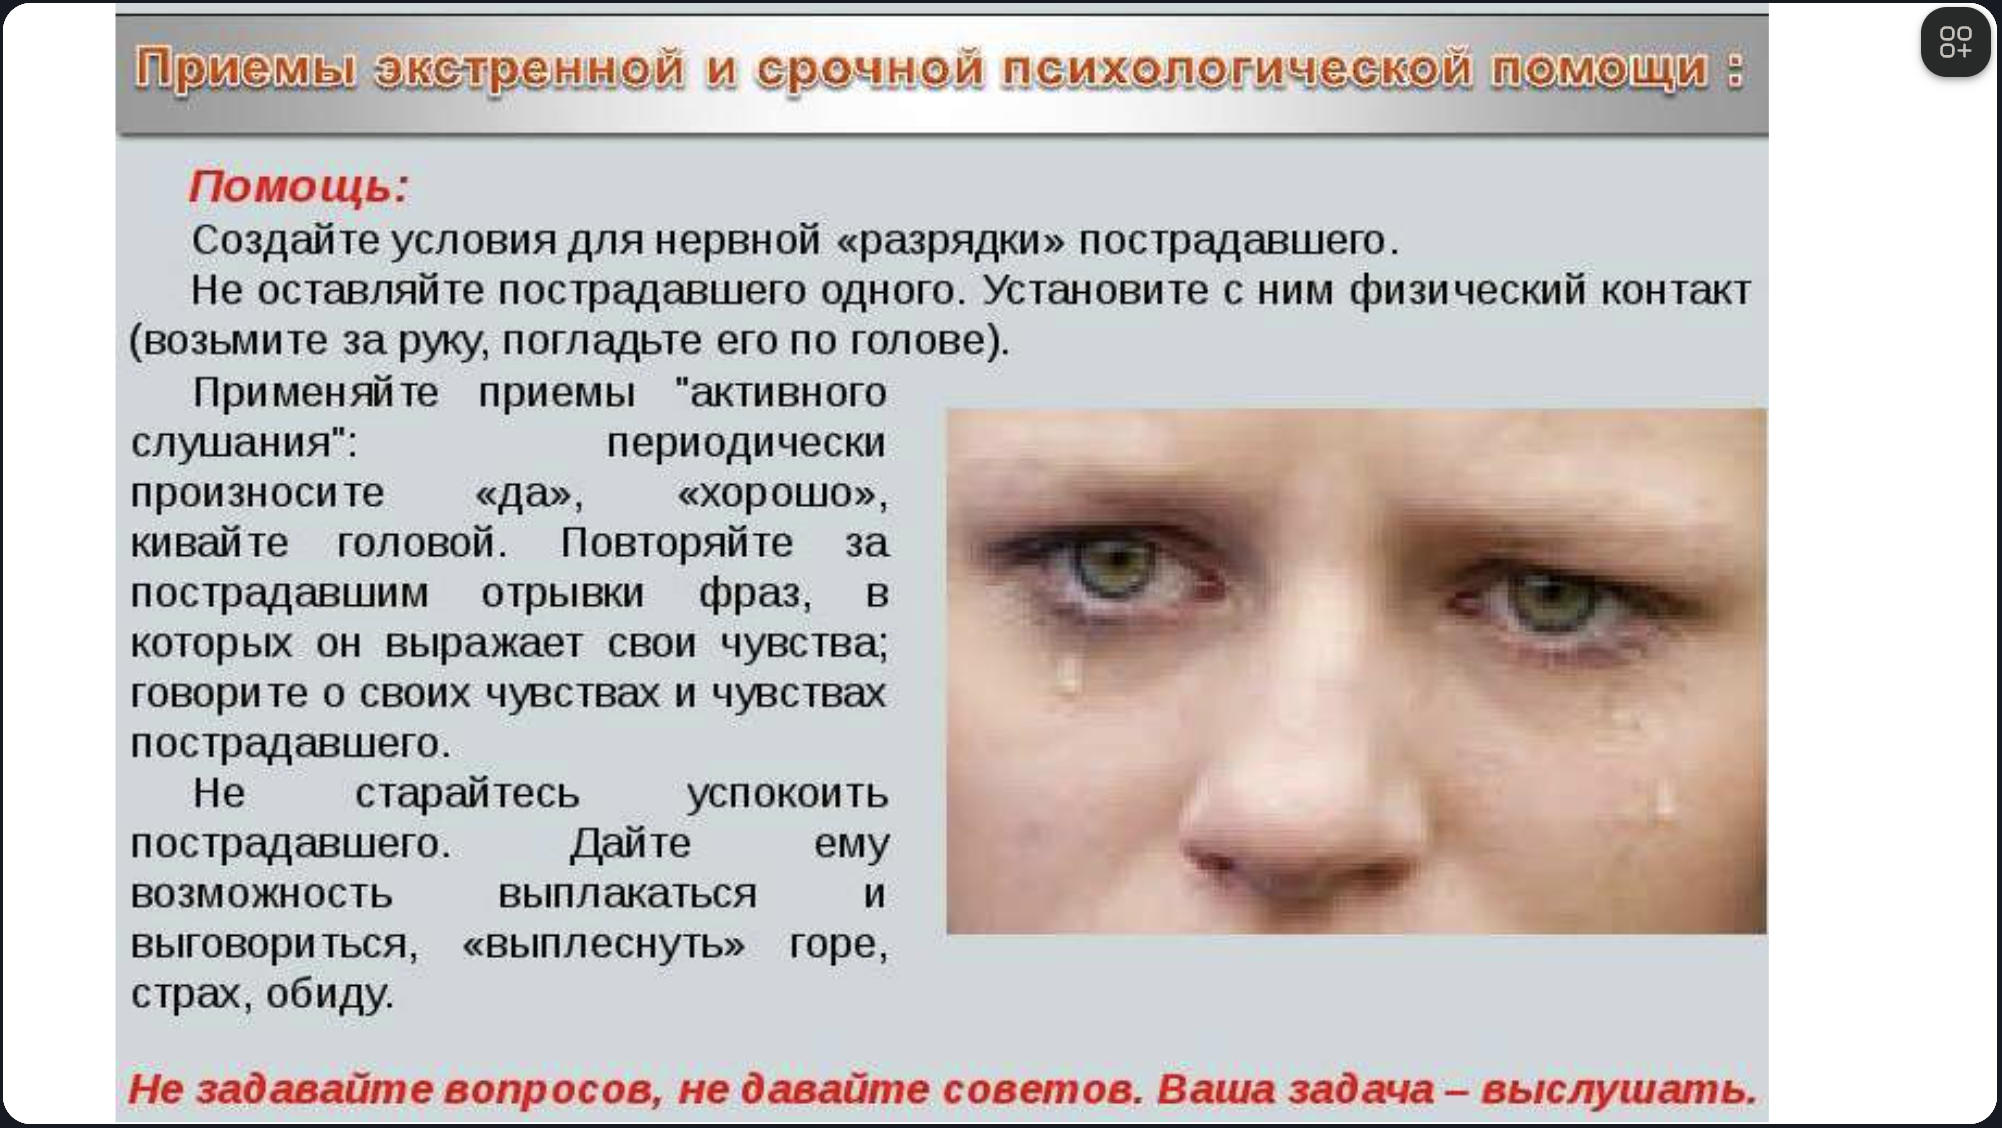 Приемы экстренной и срочной психологической помощи :
Помощь:
Создайте условия для нервной «разрядки» пострадавшего.
Не оставляйте пострадавшего одного. Установите с ним физический контакт
(возьмите за руку, погладьте его по голове).
Применяйте приемы "активного
слушания": периодически
произносите «да», «хорошо»,
кивайте головой. Повторяйте за
пострадавшим отрывки фраз, в
которых он выражает свои чувства;
говорите о своих чувствах и чувствах
пострадавшего.
Не старайтесь успокоить
пострадавшего. Дайте ему
возможность выплакаться и
выговориться, «выплеснуть» горе,
страх, обиду.
Не задавайте вопросов, не давайте советов. Ваша задача – выслушать.